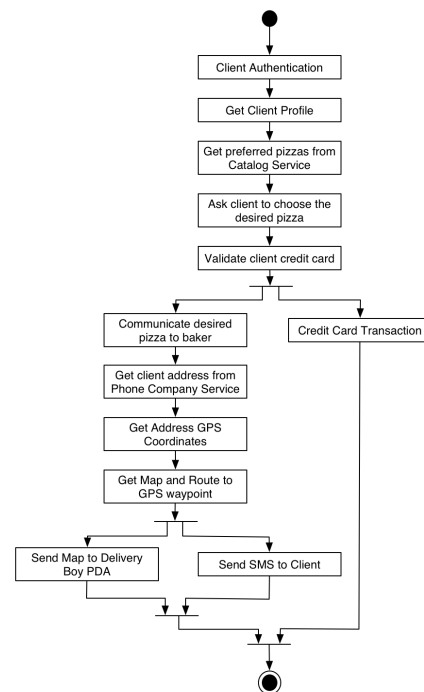 Client Authentication
Get Client Profile
Get preferred pizzas from
Catalog Service
Ask client to choose the
desired pizza
Validate client credit card
Communicate desired
pizza to baker
Credit Card Transaction
Get client address from
Phone Company Service
Get Address GPS
Coordinates
Get Map and Route to
GPS waypoint
Send Map to Delivery
Boy PDA
Send SMS to Client